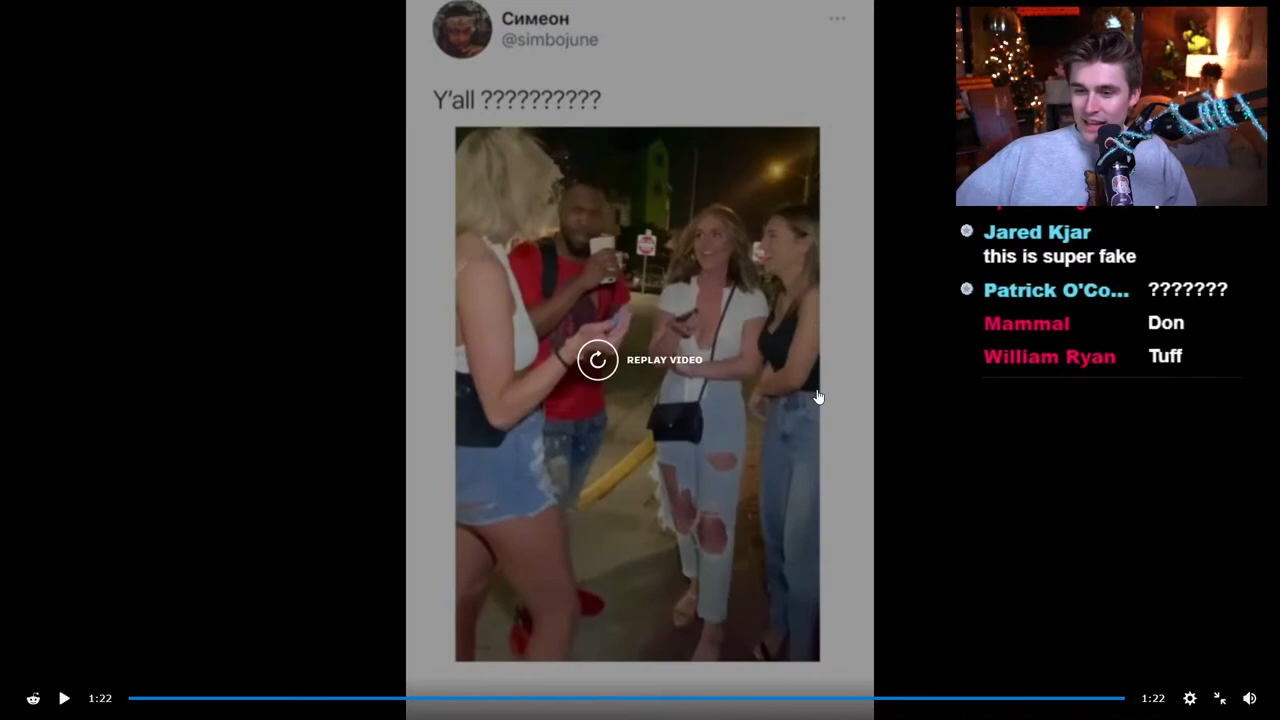 Симеон
@simbojune
Y'all ??????????
REPLAY VIDEO
Jared Kjar
this is super fake
Patrick O'Co... ???????
Mammal Don
William Ryan Tuff
1:22 1:22